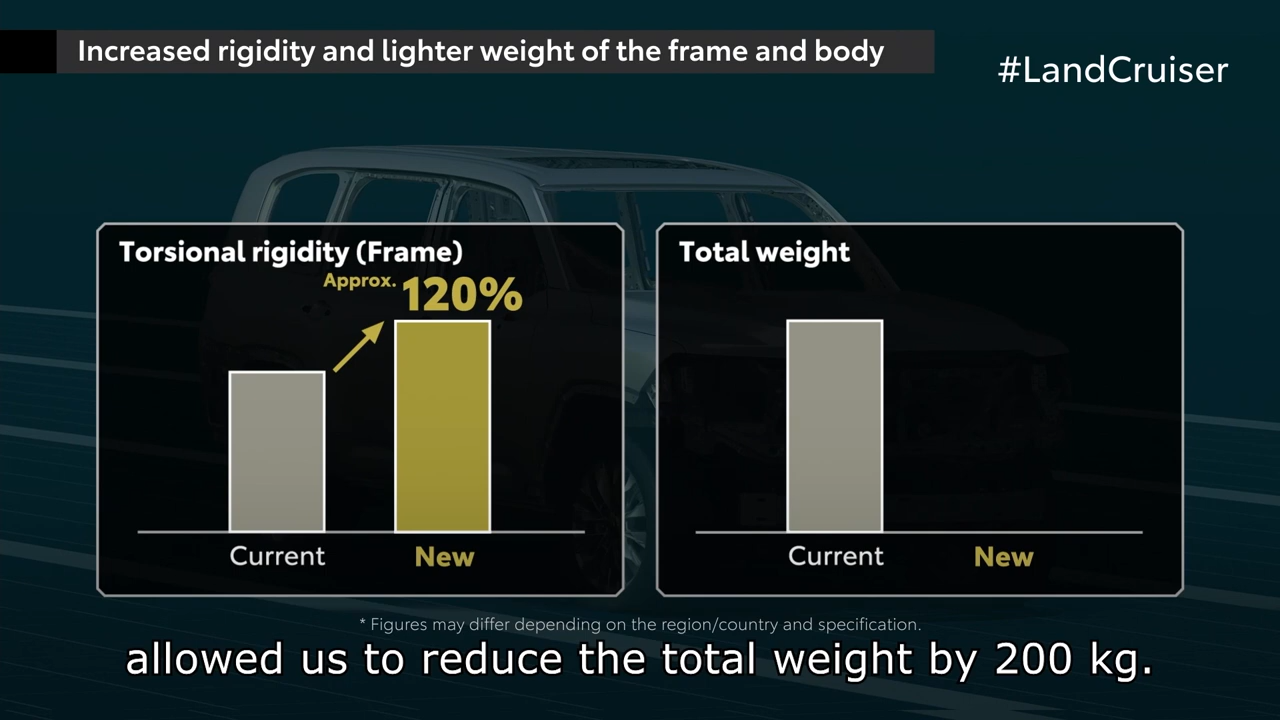 Increased rigidity and lighter weight of the frame and body
#LandCruiser
Torsional rigidity (Frame)
Approx. 120%
Current
New
Total weight
Current
New
* Figures may differ depending on the region/country and specification.
allowed us to reduce the total weight by 200 kg.